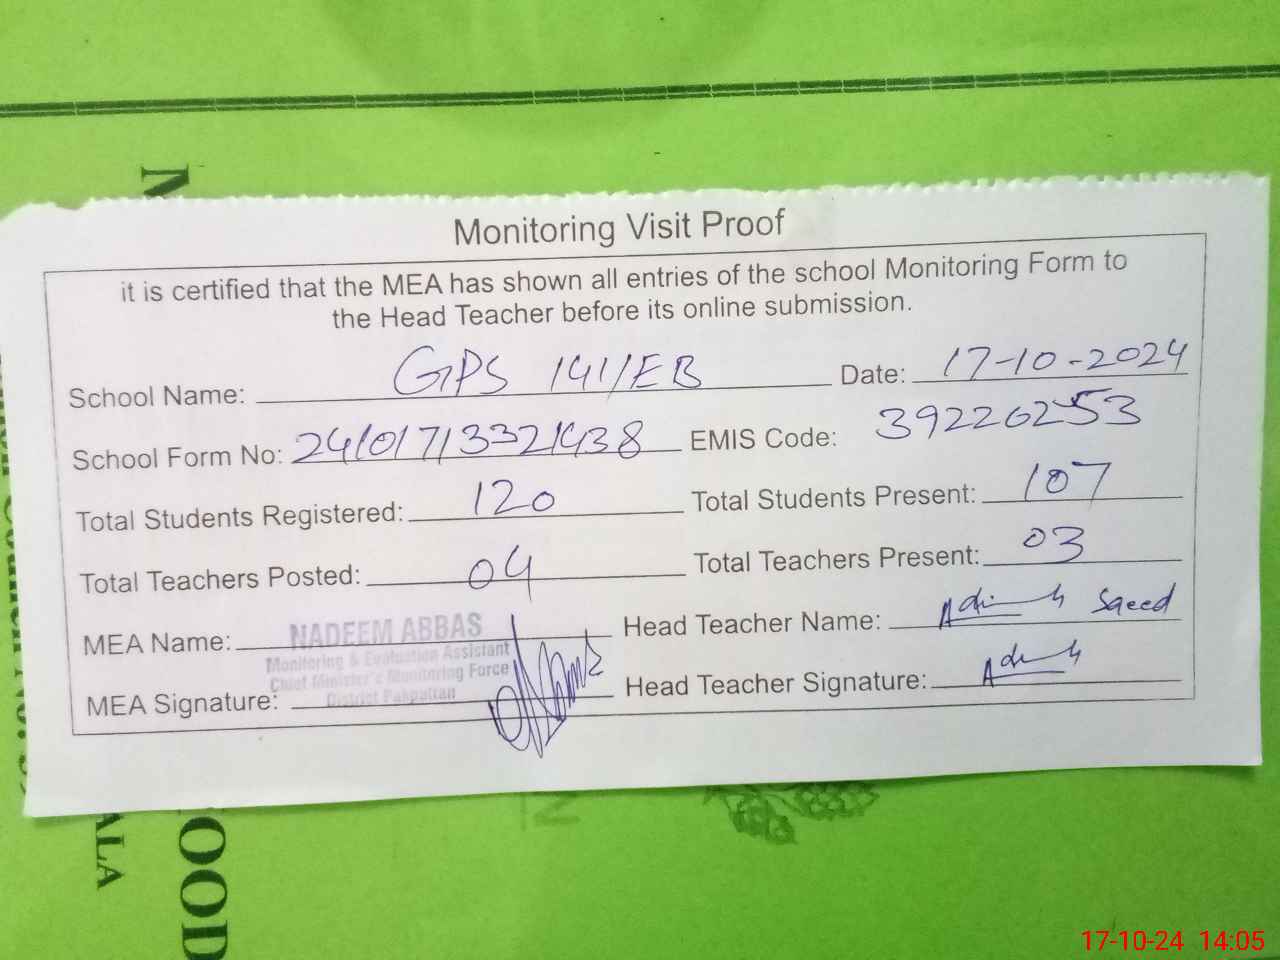 Monitoring Visit Proof
it is certified that the MEA has shown all entries of the school Monitoring Form to
the Head Teacher before its online submission.
School Name: GPS 141/EB Date: 17-10-2024
School Form No: EMIS Code: 39226253
Total Students Registered: 120 Total Students Present: 107
Total Teachers Posted: 04 Total Teachers Present: 03
MEA Name: NADEEM ABBAS Head Teacher Name: Saeed
Monitoring & Evaluation Assistant
Chief Minister's Monitoring Force
District Pakpattan
MEA Signature: Head Teacher Signature:
OOD
ALA
17-10-24 14:05